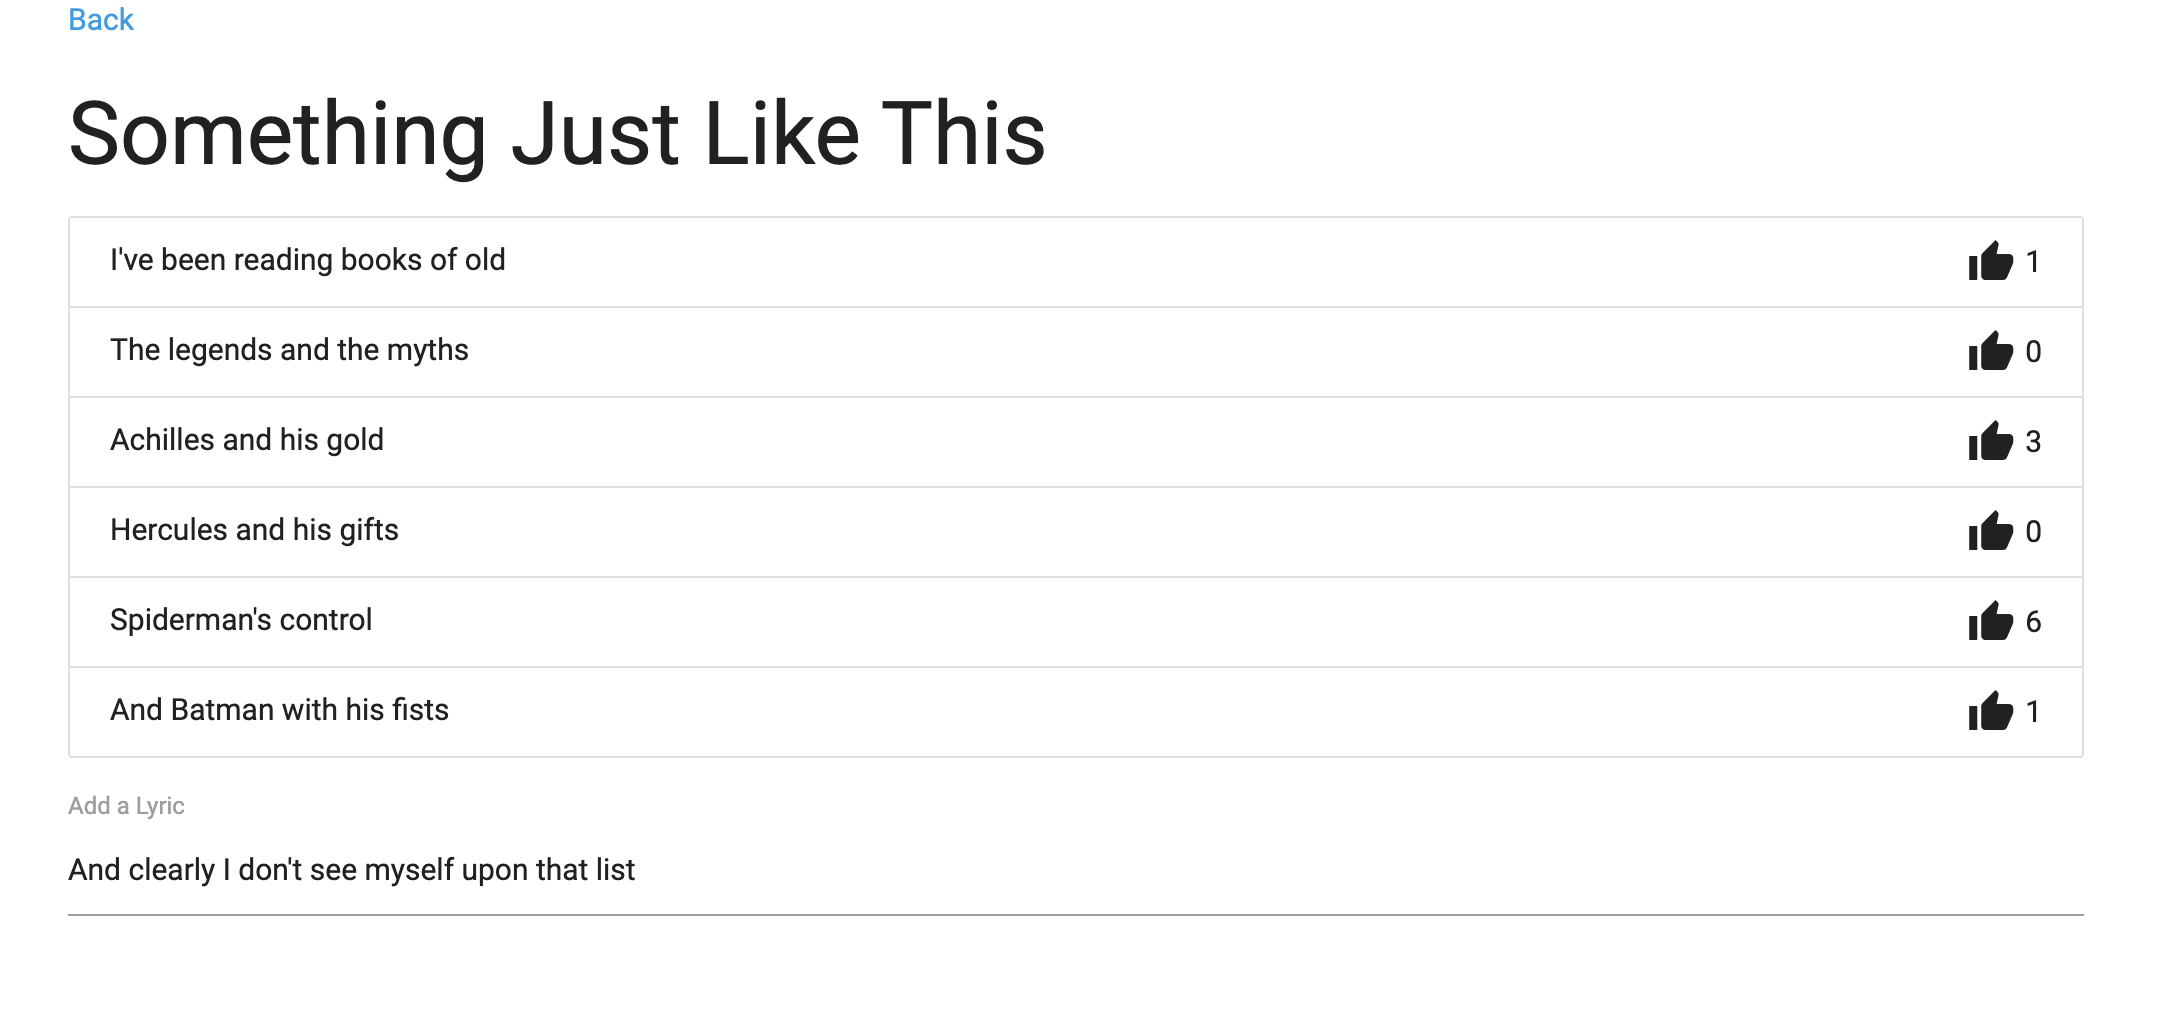 Back
Something Just Like This
I've been reading books of old 1
The legends and the myths 0
Achilles and his gold 3
Hercules and his gifts 0
Spiderman's control 6
And Batman with his fists 1
Add a Lyric
And clearly I don't see myself upon that list